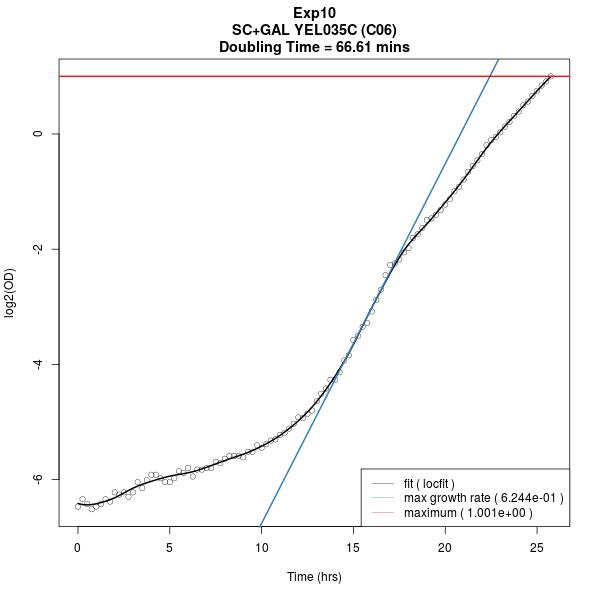 Exp10
SC+GAL YEL035C (C06)
Doubling Time = 66.61 mins
log2(OD)
0
-2
-4
-6
fit ( locfit )
max growth rate ( 6.244e-01 )
maximum ( 1.001e+00 )
0 5 10 15 20 25
Time (hrs)